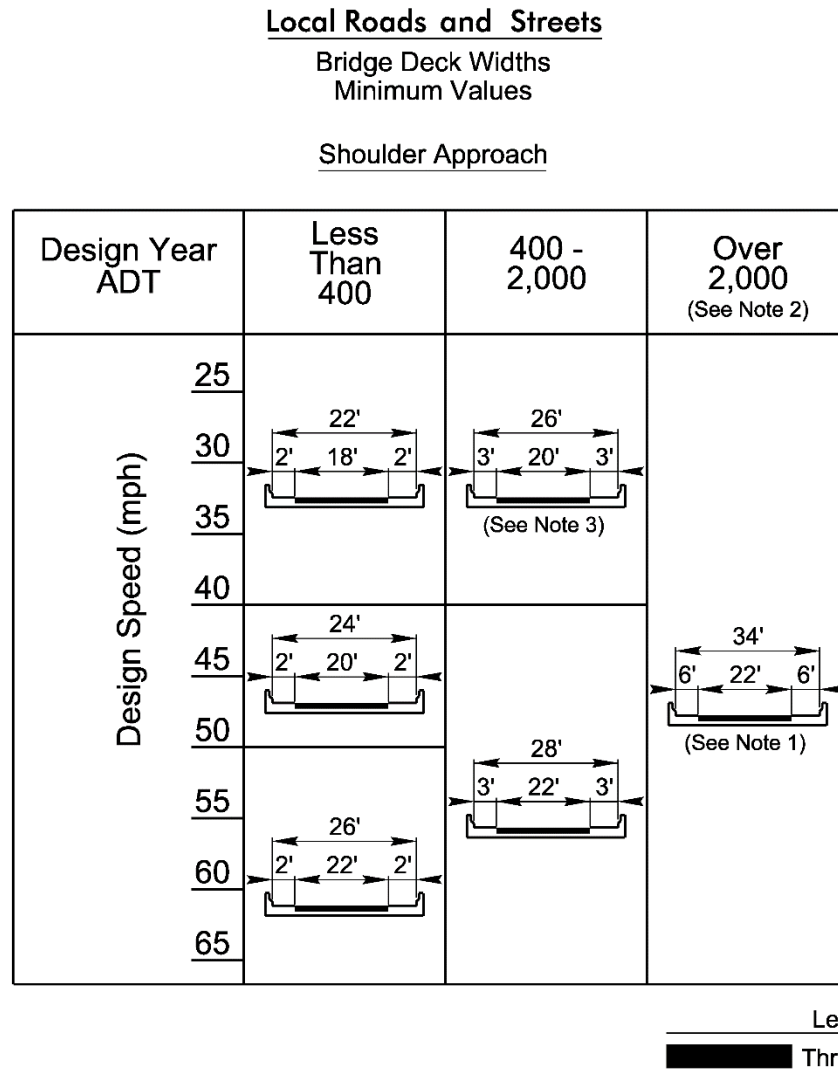 Local Roads and Streets
Bridge Deck Widths
Minimum Values
Shoulder Approach
Design Year
ADT
Less
Than
400
400 -
2,000
Over
2,000
(See Note 2)
Design Speed (mph)
25
30
35
40
45
50
55
60
65
22'
2' 18' 2'
26'
3' 20' 3'
(See Note 3)
24'
2' 20' 2'
34'
6' 22' 6'
(See Note 1)
28'
3' 22' 3'
26'
2' 22' 2'
Le
Thr